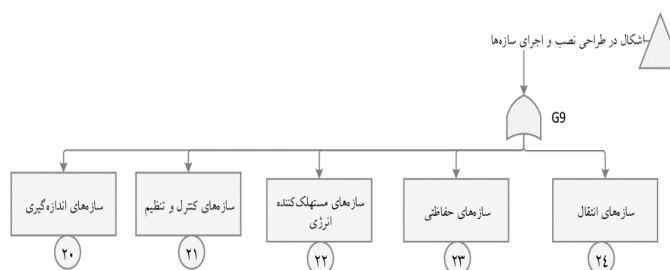 اشکال در طراحی نصب و اجرای سازه‌ها
G9
سازه‌های انتقال
سازه‌های حفاظتی
سازه‌های مستهلک‌کننده
انرژی
سازه‌های کنترل و تنظیم
سازه‌های اندازه‌گیری
۲٤
۲۳
۲۲
۲۱
۲۰